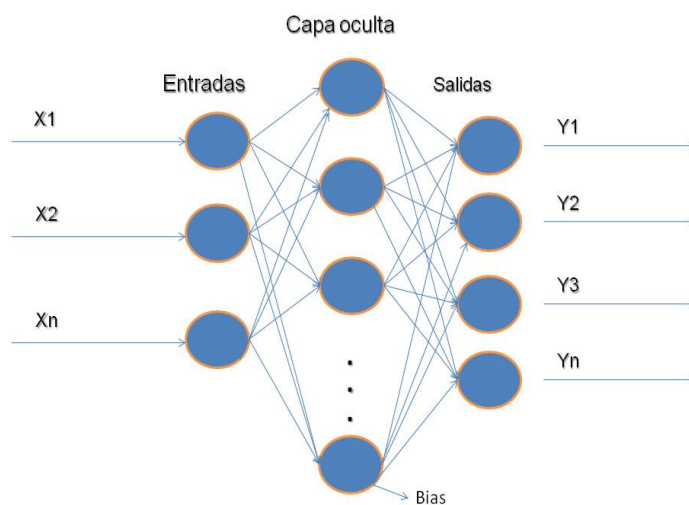 Capa oculta
Entradas
Salidas
X1
X2
Xn
Y1
Y2
Y3
Yn
Bias